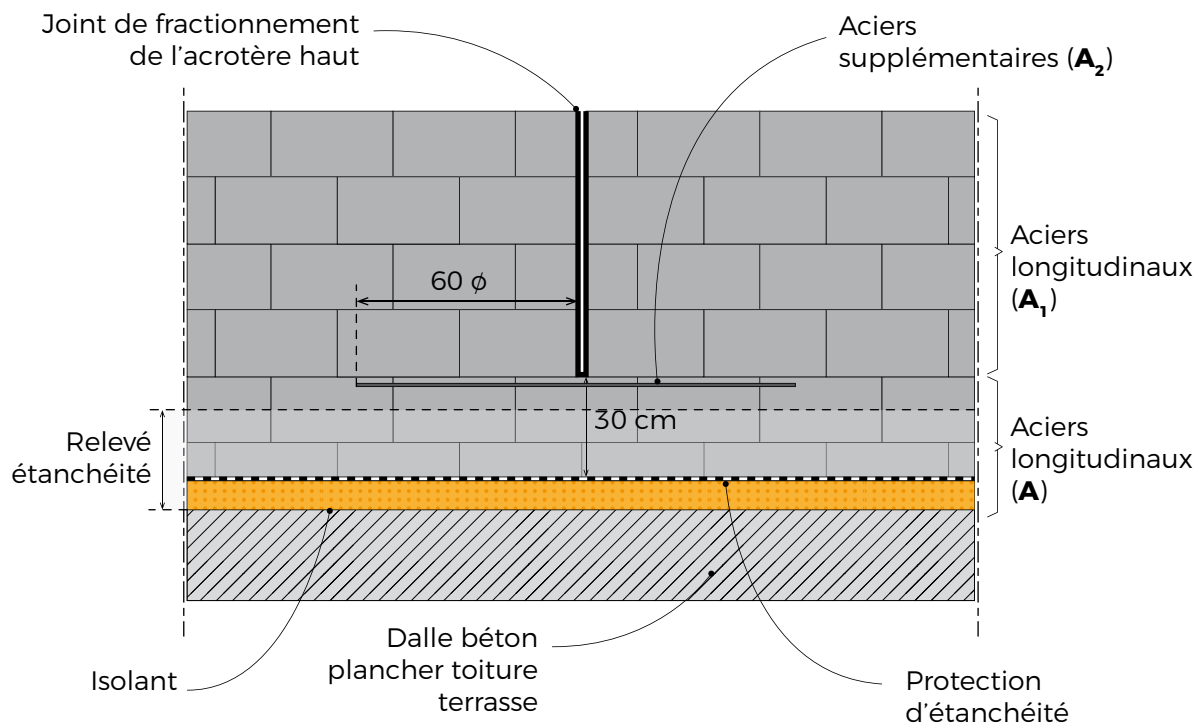 Joint de fractionnement
de l'acrotère haut
Aciers
supplémentaires (A2)
60 ϕ
Aciers
longitudinaux
(A1)
30 cm
Relevé
étanchéité
Aciers
longitudinaux
(A)
Isolant
Dalle béton
plancher toiture
terrasse
Protection
d'étanchéité